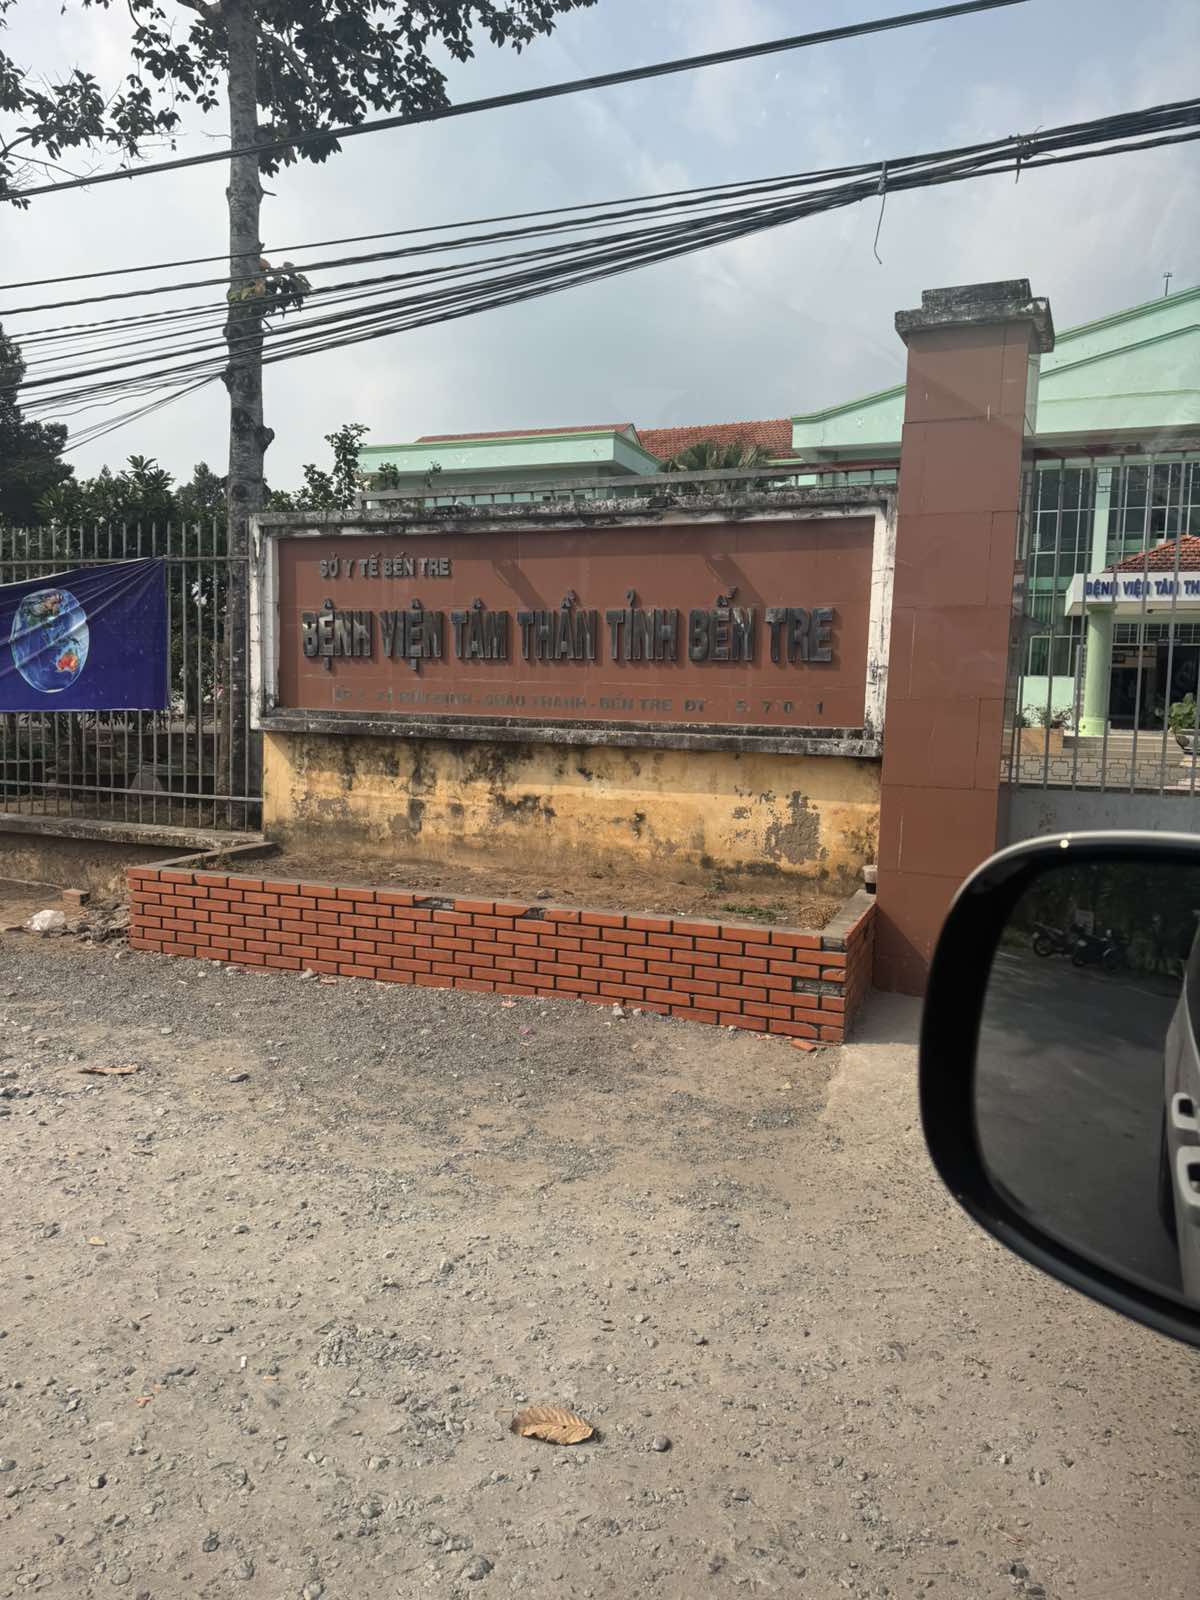 SỞ Y TẾ BẾN TRE
BỆNH VIỆN TÂM THẦN TỈNH BẾN TRE
CHÂU THÀNH - BẾN TRE ĐT
BỆNH VIỆN TÂM TH